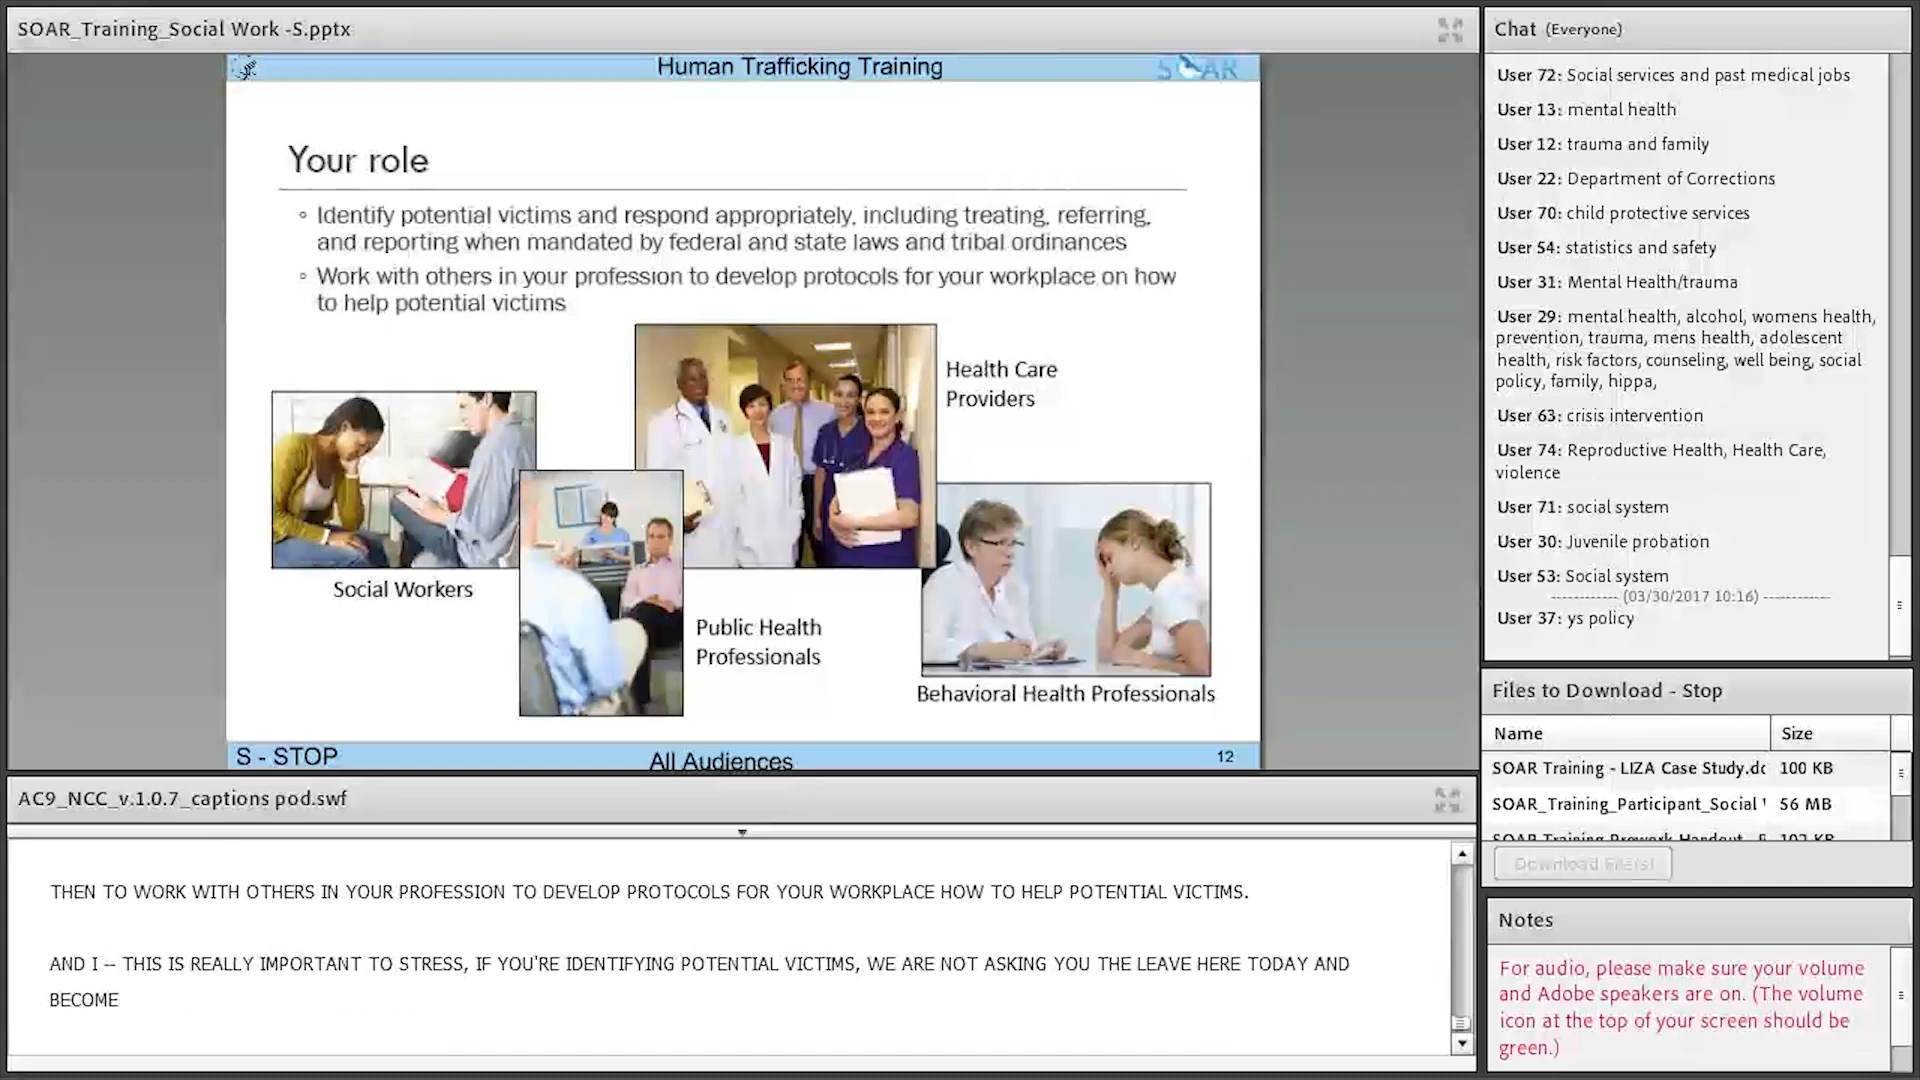 SOAR_Training_Social Work -S.pptx
Human Trafficking Training
SOAR
Your role
Identify potential victims and respond appropriately, including treating, referring,
and reporting when mandated by federal and state laws and tribal ordinances
Work with others in your profession to develop protocols for your workplace on how
to help potential victims
Health Care
Providers
Social Workers
Public Health
Professionals
Behavioral Health Professionals
S - STOP
All Audiences
12
AC9_NCC_v.1.0.7_captions pod.swf
THEN TO WORK WITH OTHERS IN YOUR PROFESSION TO DEVELOP PROTOCOLS FOR YOUR WORKPLACE HOW TO HELP POTENTIAL VICTIMS.
AND I -- THIS IS REALLY IMPORTANT TO STRESS, IF YOU'RE IDENTIFYING POTENTIAL VICTIMS, WE ARE NOT ASKING YOU THE LEAVE HERE TODAY AND
BECOME
Chat (Everyone)
User 72: Social services and past medical jobs
User 13: mental health
User 12: trauma and family
User 22: Department of Corrections
User 70: child protective services
User 54: statistics and safety
User 31: Mental Health/trauma
User 29: mental health, alcohol, womens health,
prevention, trauma, mens health, adolescent
health, risk factors, counseling, well being, social
policy, family, hippa,
User 63: crisis intervention
User 74: Reproductive Health, Health Care,
violence
User 71: social system
User 30: Juvenile probation
User 53: Social system
------------ (03/30/2017 10:16) ------------
User 37: ys policy
Files to Download - Stop
Name Size
SOAR Training - LIZA Case Study.dc 100 KB
SOAR_Training_Participant_Social 56 MB
SOAR Training Prework Handout
Download File(s)
Notes
For audio, please make sure your volume
and Adobe speakers are on. (The volume
icon at the top of your screen should be
green.)